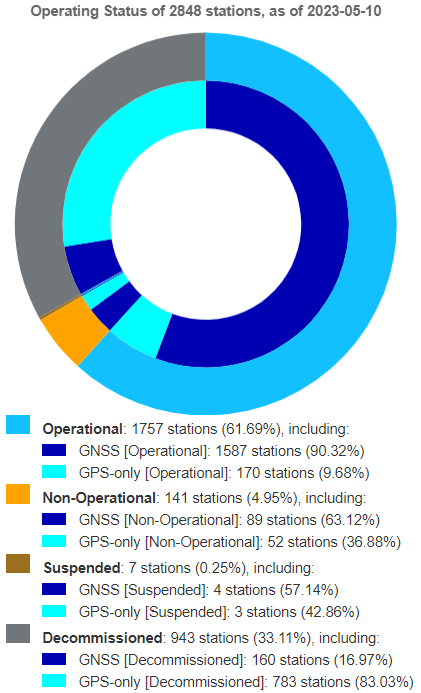 Operating Status of 2848 stations, as of 2023-05-10
Operational: 1757 stations (61.69%), including:
GNSS [Operational]: 1587 stations (90.32%)
GPS-only [Operational]: 170 stations (9.68%)
Non-Operational: 141 stations (4.95%), including:
GNSS [Non-Operational]: 89 stations (63.12%)
GPS-only [Non-Operational]: 52 stations (36.88%)
Suspended: 7 stations (0.25%), including:
GNSS [Suspended]: 4 stations (57.14%)
GPS-only [Suspended]: 3 stations (42.86%)
Decommissioned: 943 stations (33.11%), including:
GNSS [Decommissioned]: 160 stations (16.97%)
GPS-only [Decommissioned]: 783 stations (83.03%)